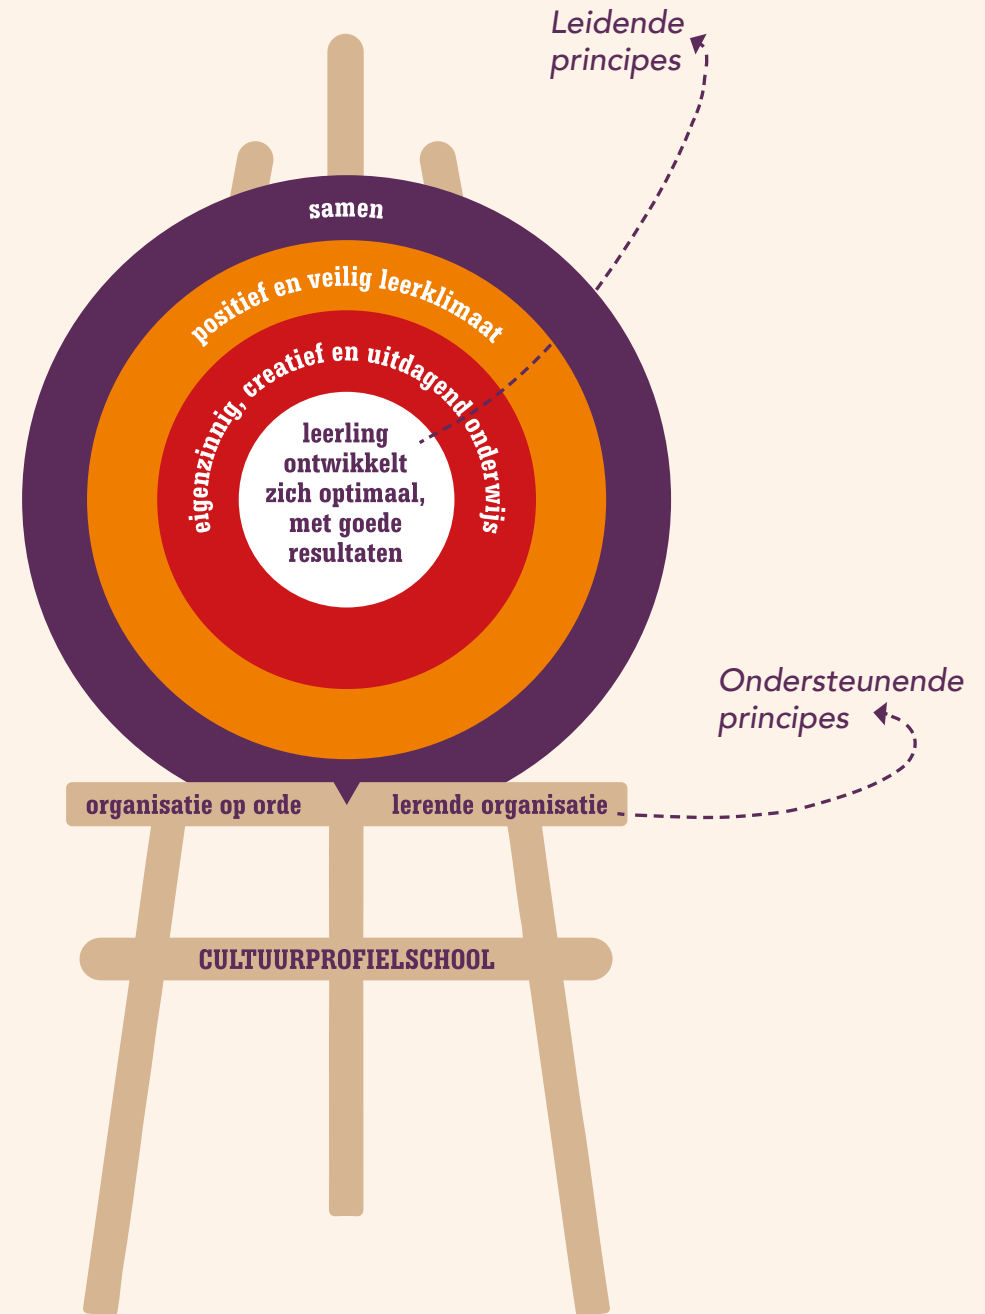 Leidende
principes
samen
positief en veilig leerklimaat
eigenzinnig, creatief en uitdagend onderwijs
leerling
ontwikkelt
zich optimaal,
met goede
resultaten
Ondersteunende
principes
organisatie op orde
lerende organisatie
CULTUURPROFIELSCHOOL